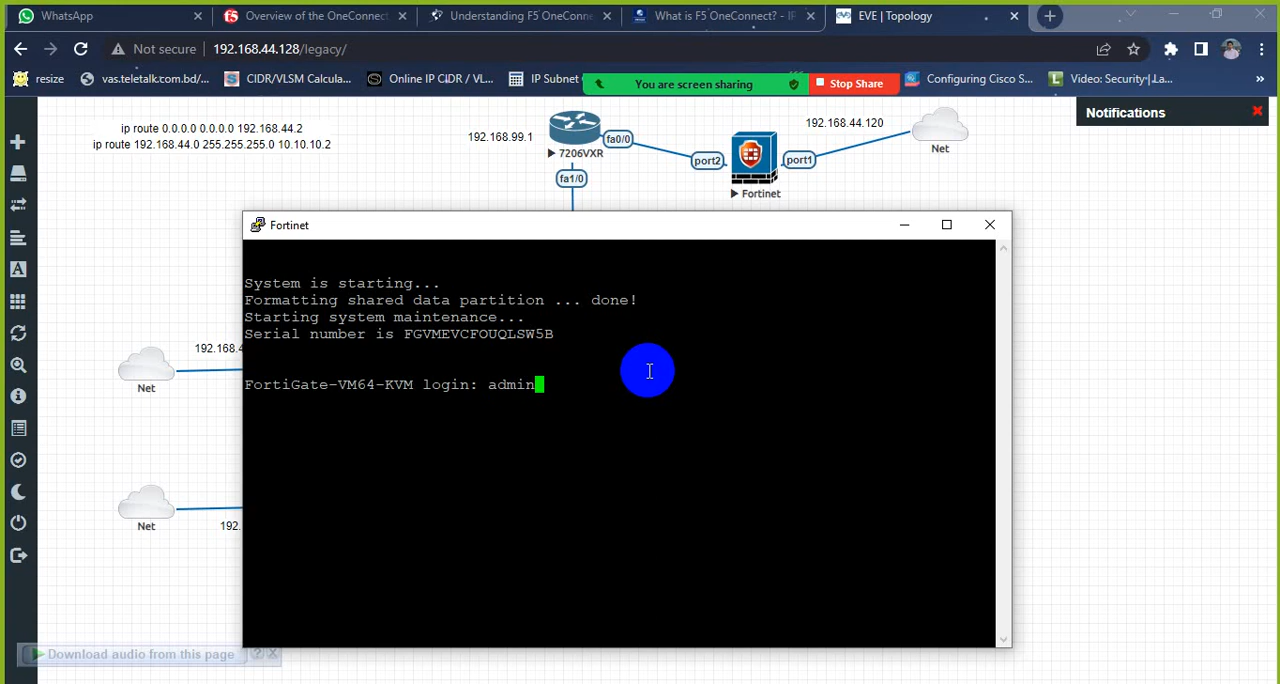 WhatsApp
Overview of the OneConnect
Understanding F5 OneConne
What is F5 OneConnect? - IP
EVE | Topology
Not secure
192.168.44.128/legacy/
resize
vas.teletalk.com.bd/...
CIDR/VLSM Calcula...
Online IP CIDR / VL...
IP Subnet
You are screen sharing
Stop Share
Configuring Cisco S...
Video: Security | La...
»
Notifications
ip route 0.0.0.0 0.0.0.0 192.168.44.2
ip route 192.168.44.0 255.255.255.0 10.10.10.2
192.168.99.1
7206VXR
fa0/0
fa1/0
port2
port1
Fortinet
192.168.44.120
Net
Fortinet
System is starting...
Formatting shared data partition ... done!
Starting system maintenance...
Serial number is FGVMEVCFOUQLSW5B
FortiGate-VM64-KVM login: admin
192.168.4
Net
192.
Net
Download audio from this page
?